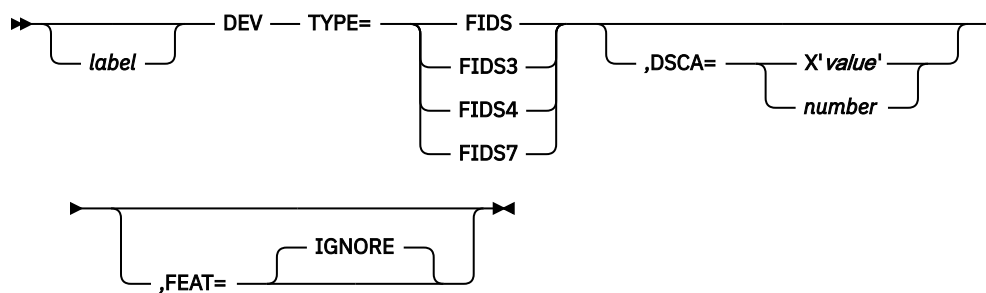 DEV TYPE= FIDS
label ,DSCA= X'value'
FIDS3
number
FIDS4
FIDS7
IGNORE
,FEAT=